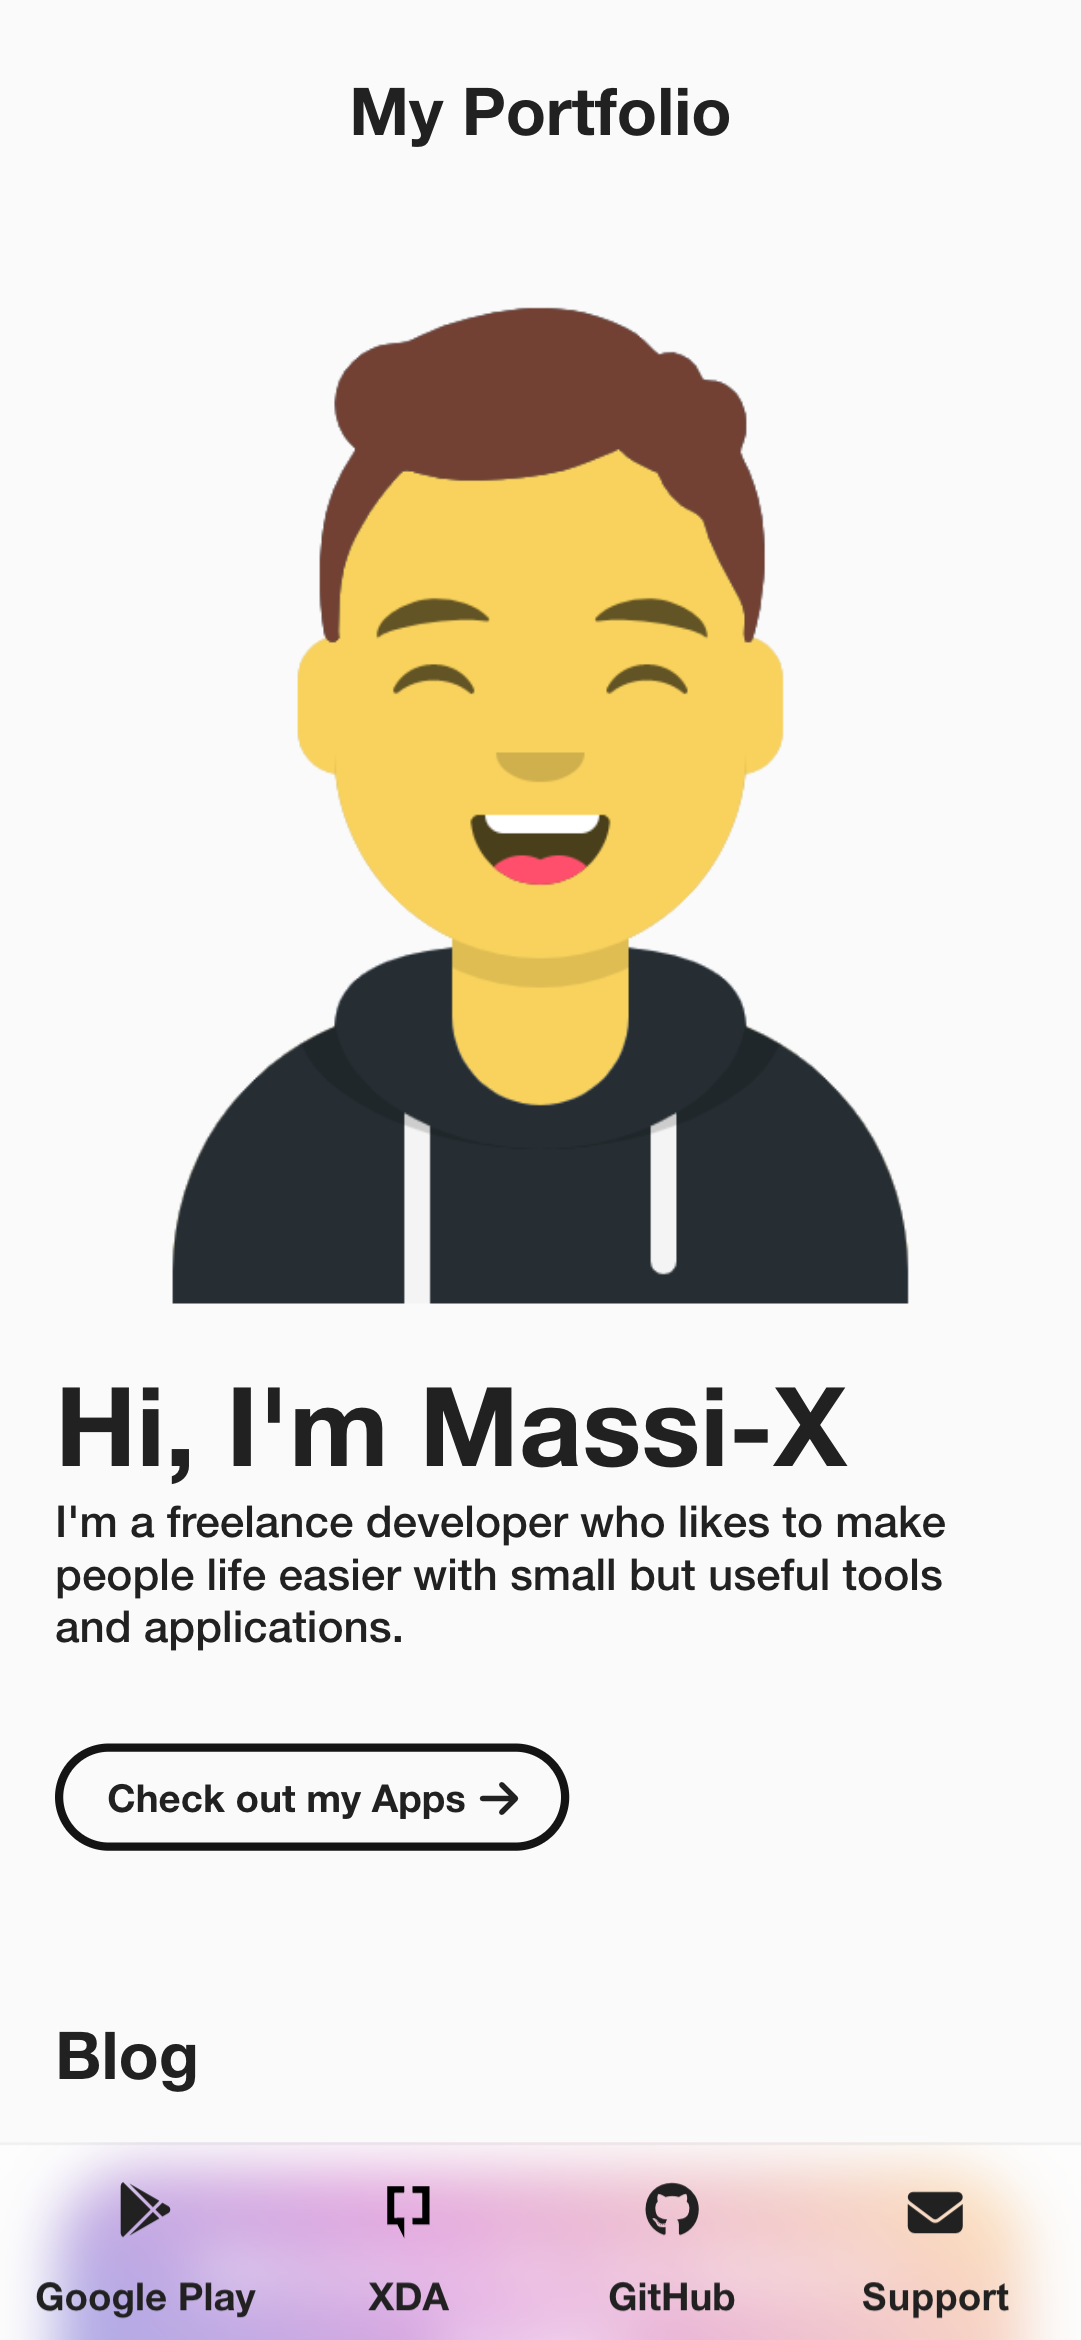 My Portfolio
Hi, I'm Massi-X
I'm a freelance developer who likes to make
people life easier with small but useful tools
and applications.
Check out my Apps →
Blog
Google Play
XDA
GitHub
Support